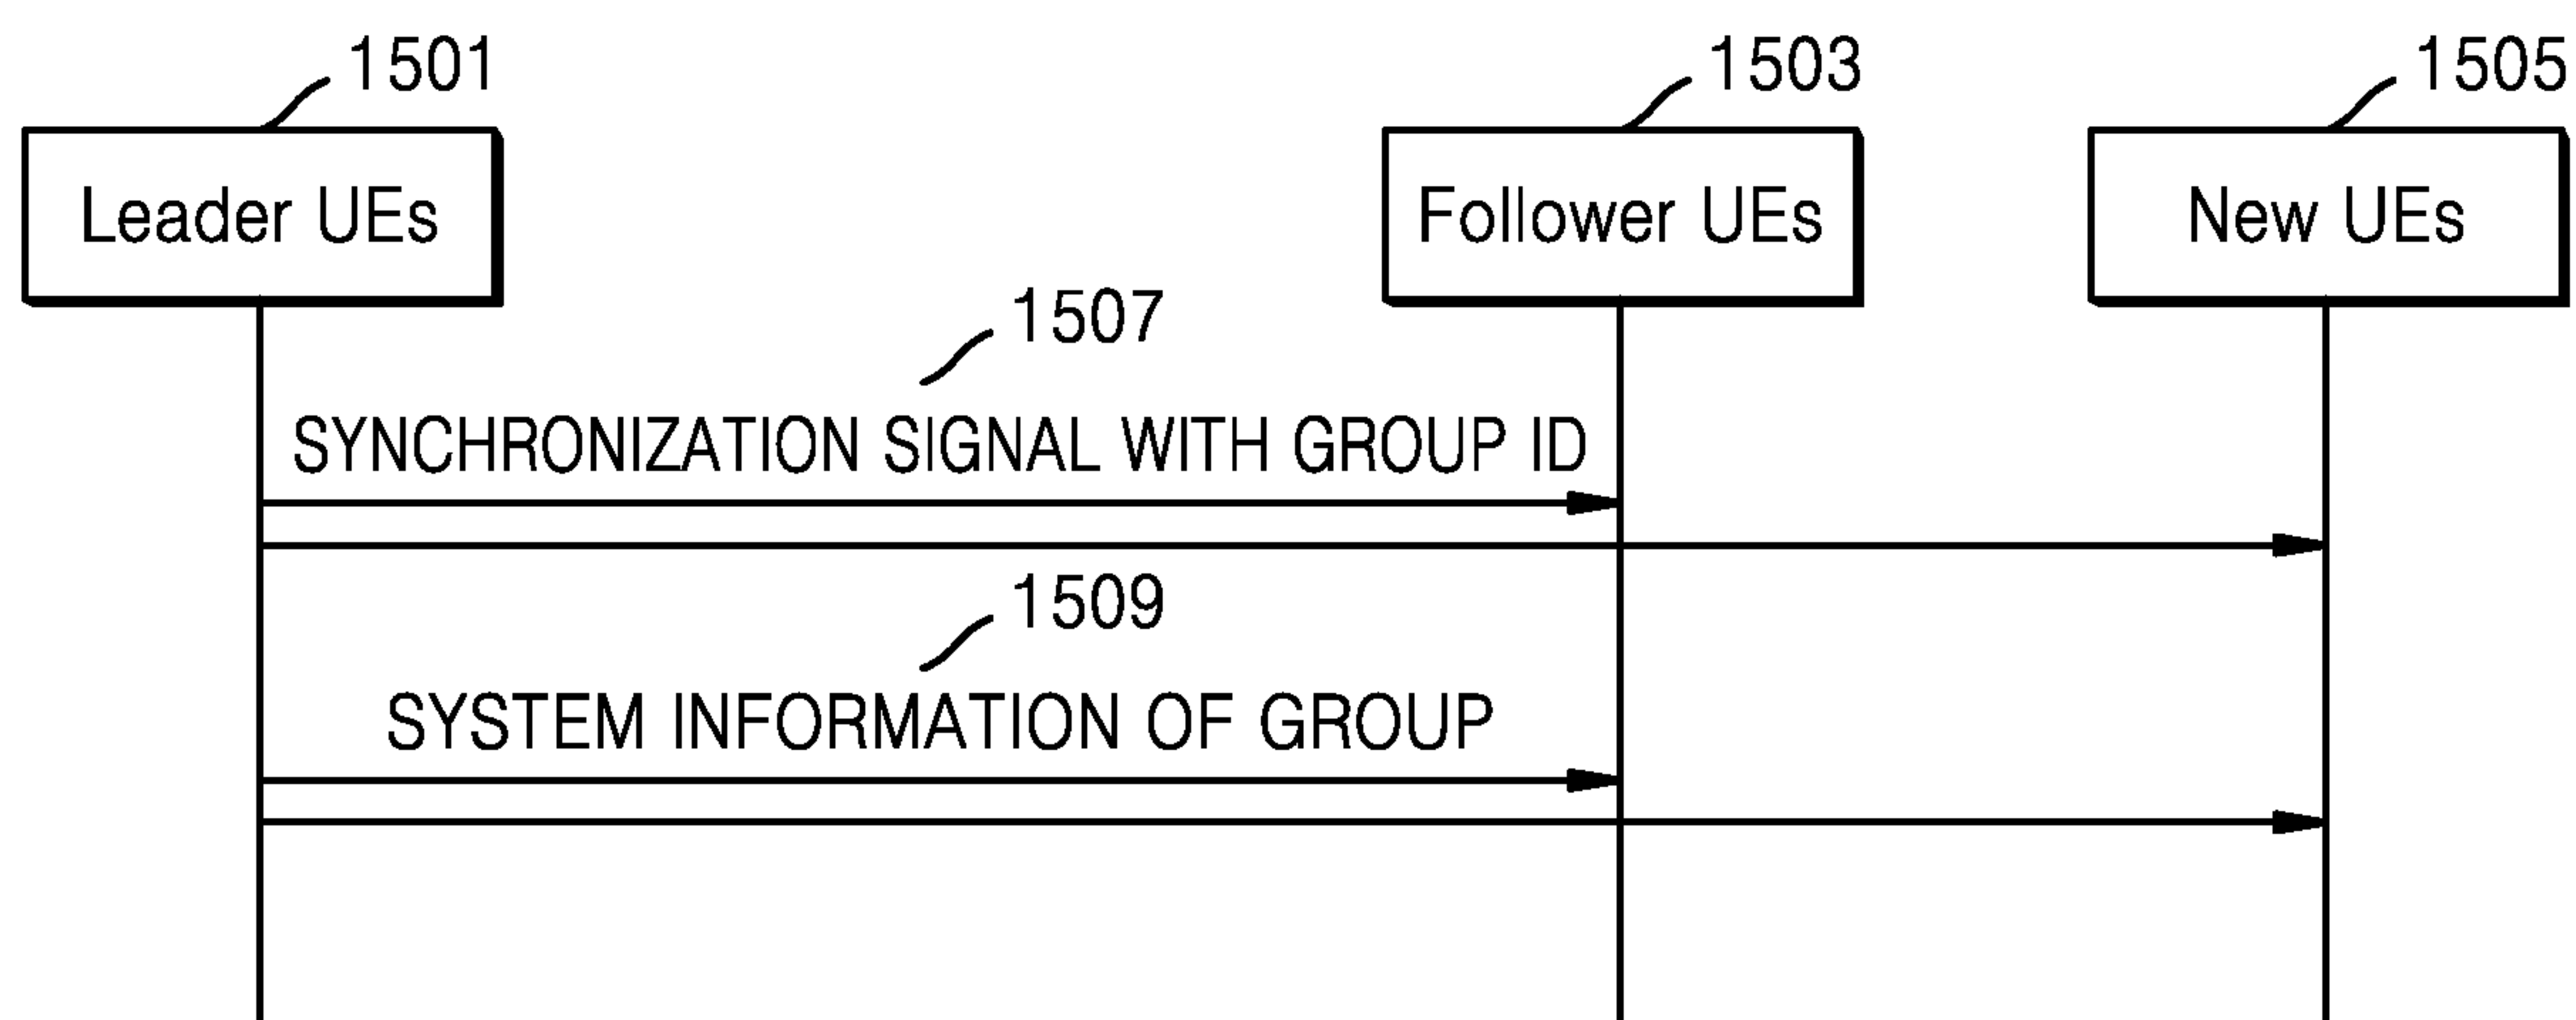 1501
1503
1505
Leader UEs
Follower UEs
New UEs
1507
SYNCHRONIZATION SIGNAL WITH GROUP ID
1509
SYSTEM INFORMATION OF GROUP